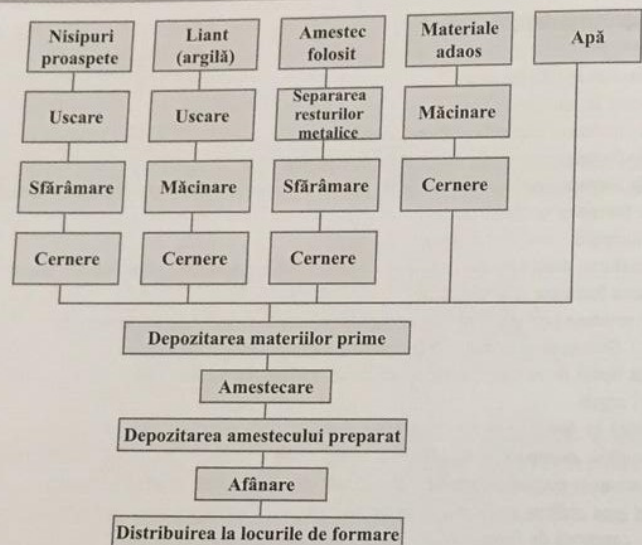 Nisipuri
proaspete
Liant
(argilă)
Amestec
folosit
Materiale
adaos
Apă
Uscare
Uscare
Separarea
resturilor
metalice
Măcinare
Sfărâmare
Măcinare
Sfărâmare
Cernere
Cernere
Cernere
Cernere
Depozitarea materiilor prime
Amestecare
Depozitarea amestecului preparat
Afânare
Distribuirea la locurile de formare